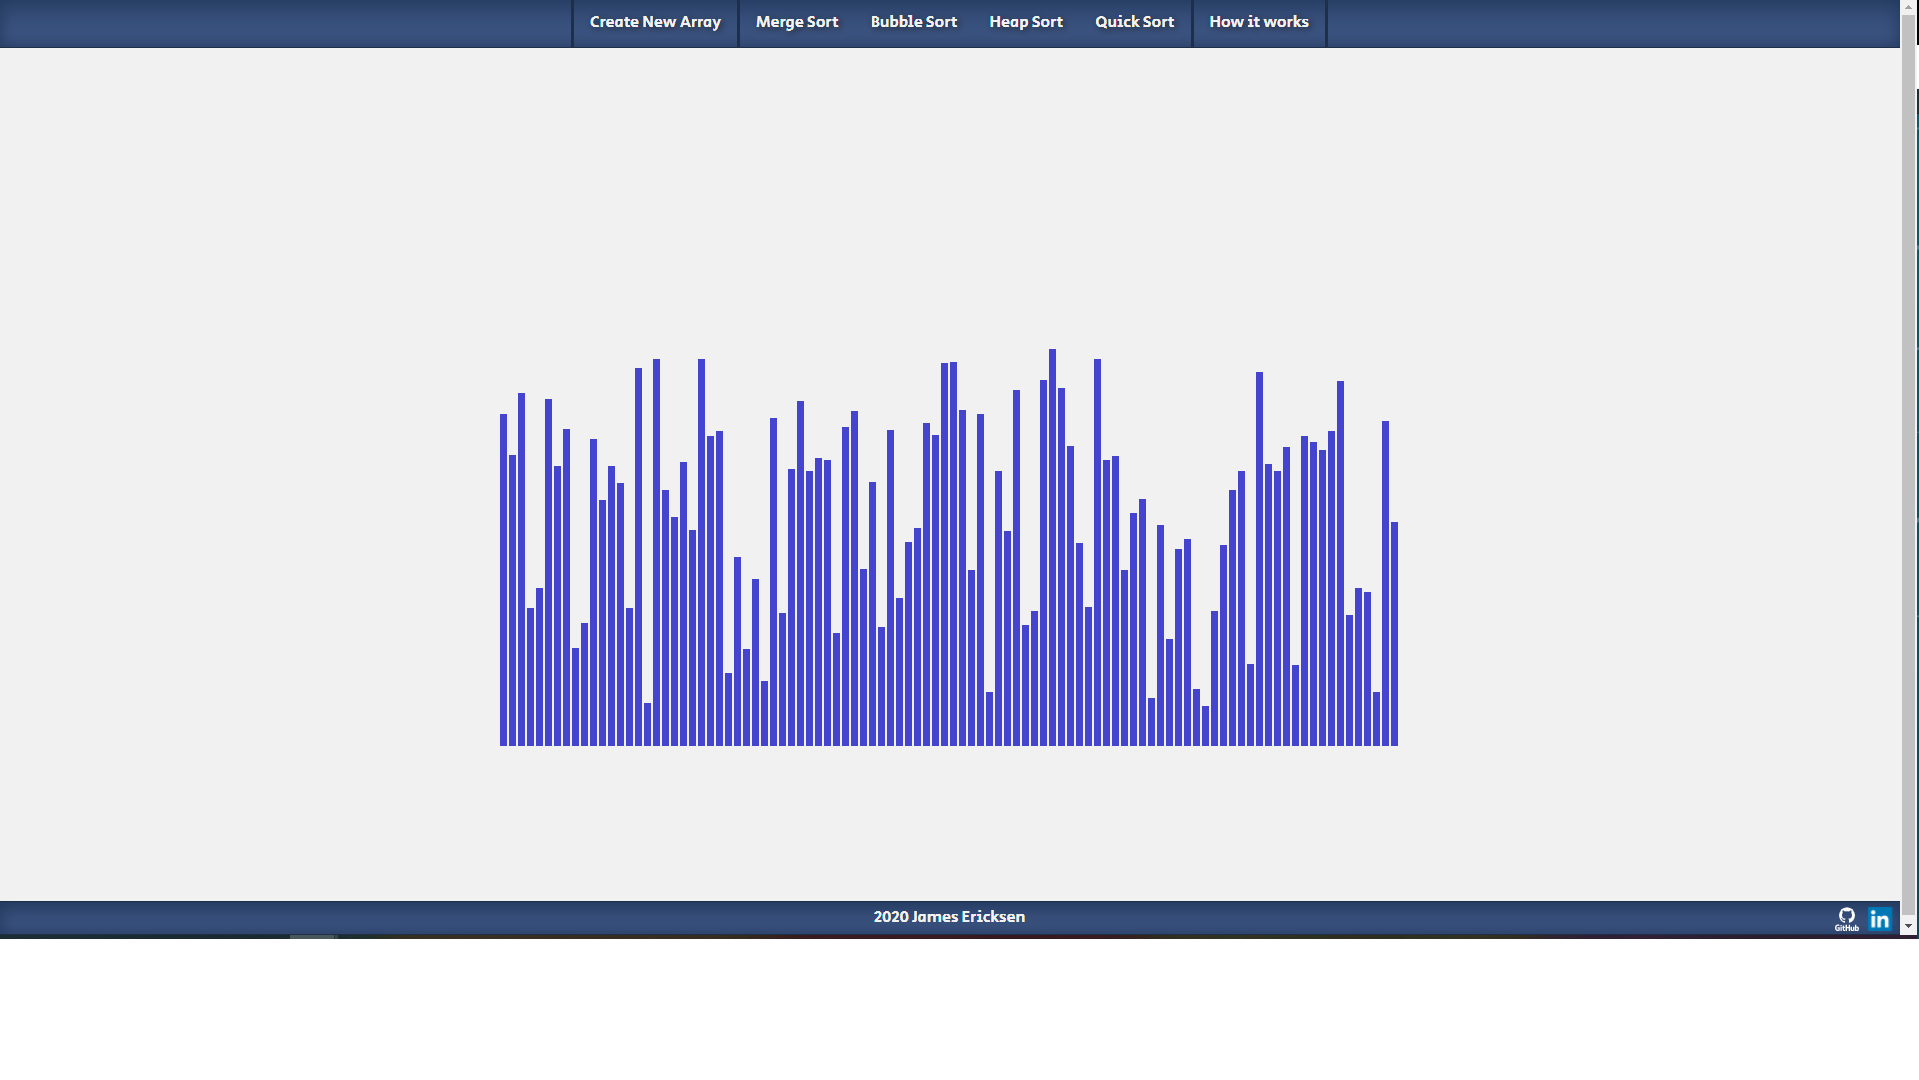 Create New Array Merge Sort Bubble Sort Heap Sort Quick Sort How it works
2020 James Ericksen
GitHub
in